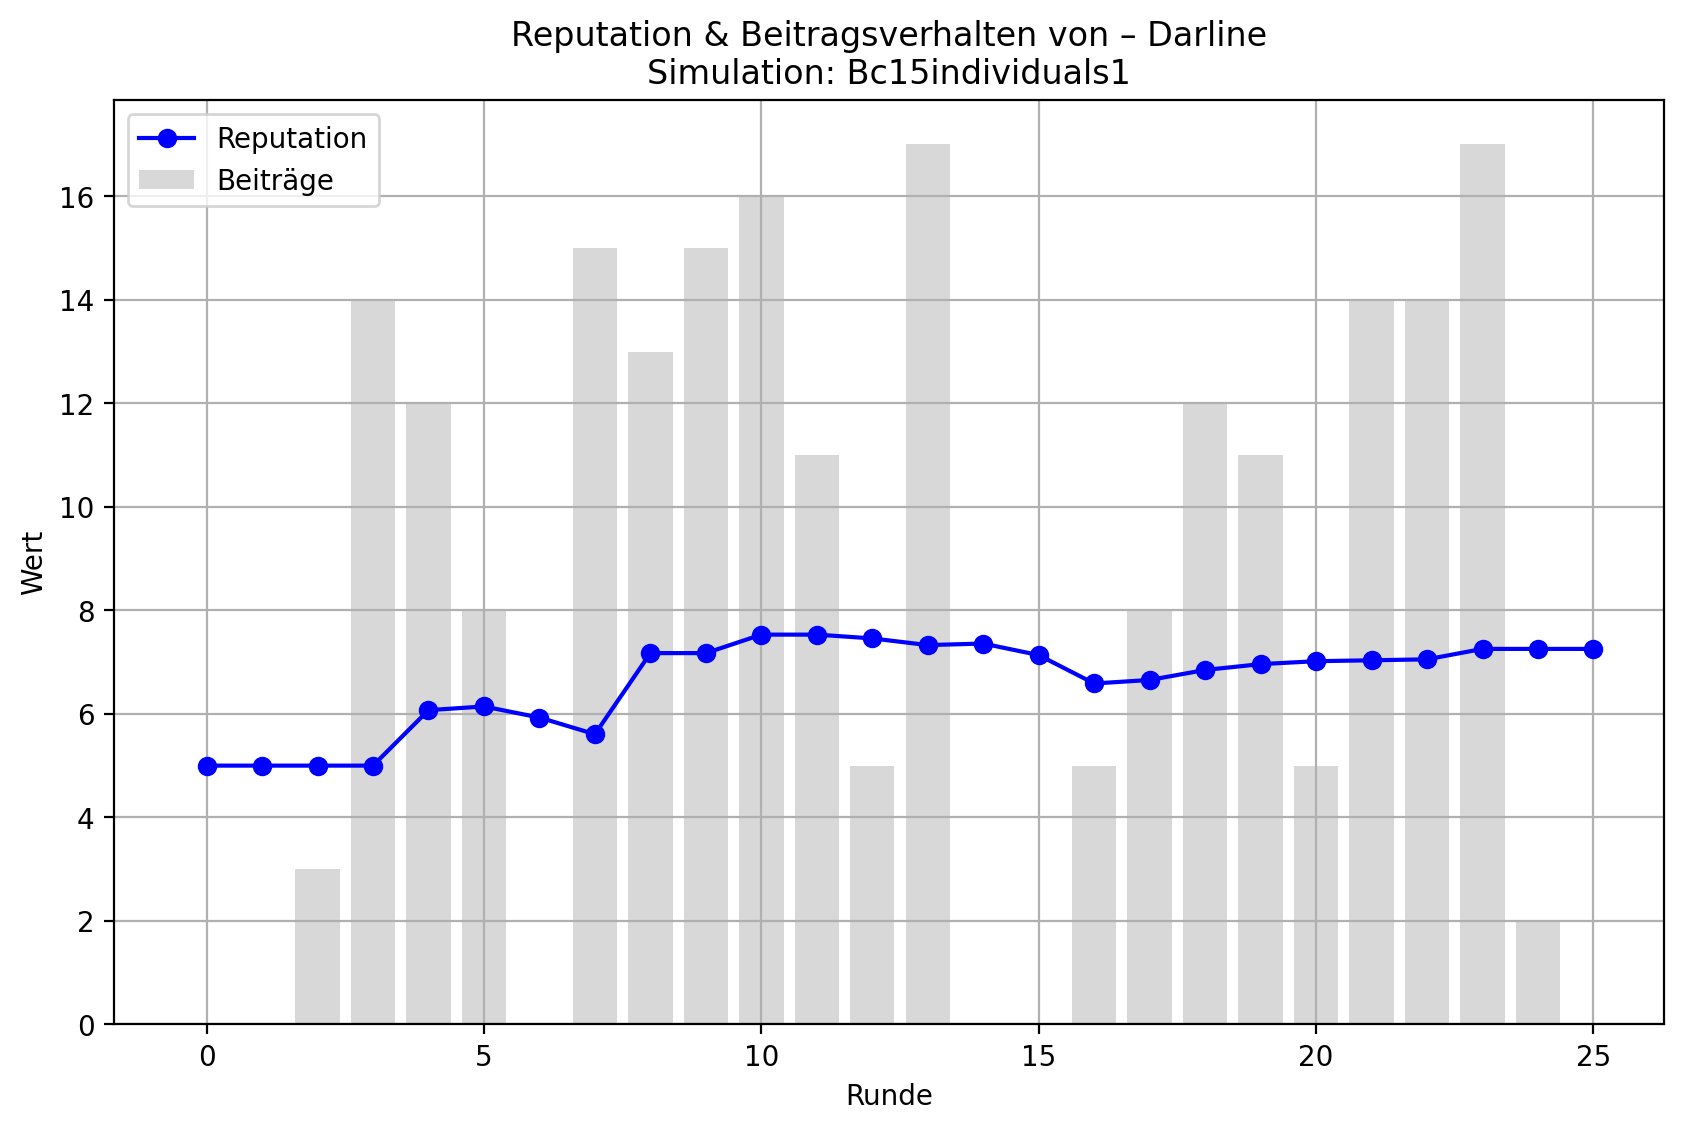 Reputation & Beitragsverhalten von – Darline
Simulation: Bc15individuals1
Reputation
Beiträge
16
14
12
10
8
6
4
2
0
Wert
0 5 10 15 20 25
Runde